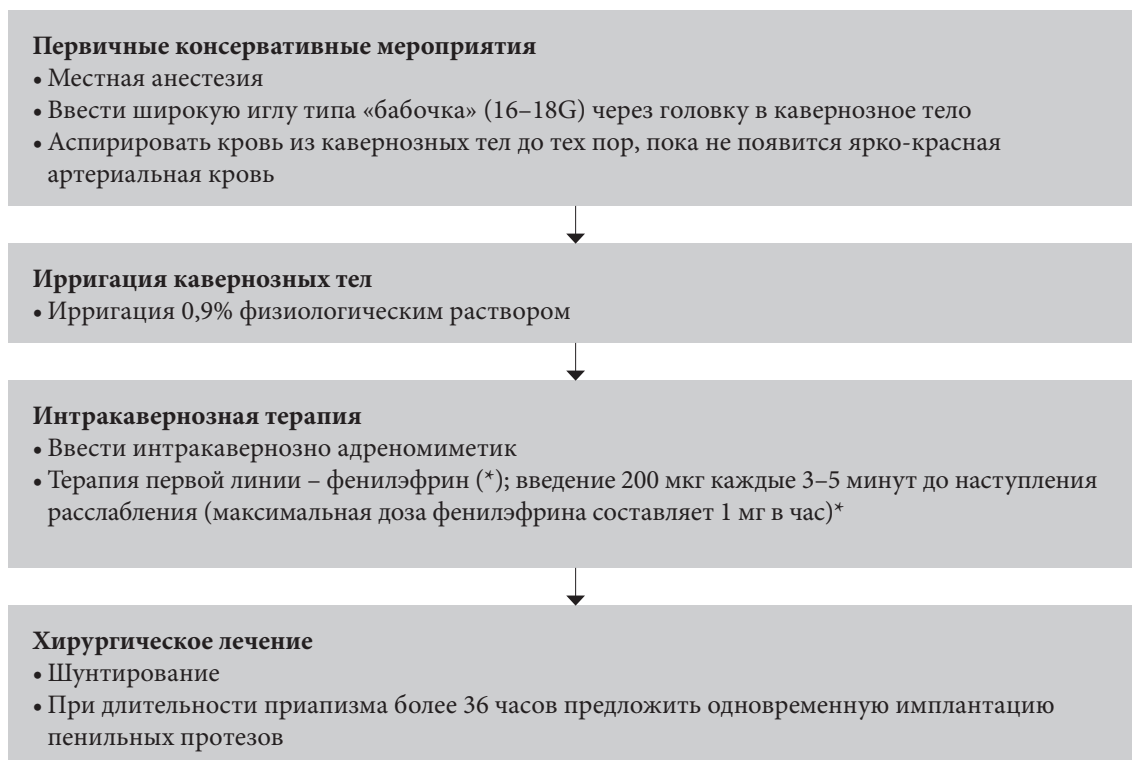 Первичные консервативные мероприятия
• Местная анестезия
• Ввести широкую иглу типа «бабочка» (16–18G) через головку в кавернозное тело
• Аспирировать кровь из кавернозных тел до тех пор, пока не появится ярко-красная
артериальная кровь
Ирригация кавернозных тел
• Ирригация 0,9% физиологическим раствором
Интракавернозная терапия
• Ввести интракавернозно адреномиметик
• Терапия первой линии – фенилэфрин (*); введение 200 мкг каждые 3–5 минут до наступления
расслабления (максимальная доза фенилэфрина составляет 1 мг в час)*
Хирургическое лечение
• Шунтирование
• При длительности приапизма более 36 часов предложить одновременную имплантацию
пенильных протезов